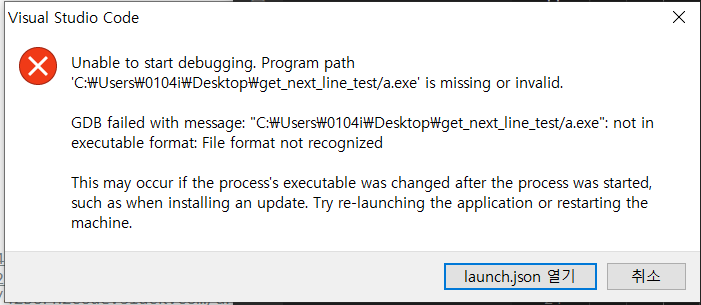 Visual Studio Code
Unable to start debugging. Program path
'C:₩Users₩0104i₩Desktop₩get_next_line_test/a.exe' is missing or invalid.
GDB failed with message: "C:₩Users₩0104i₩Desktop₩get_next_line_test/a.exe": not in
executable format: File format not recognized
This may occur if the process's executable was changed after the process was started,
such as when installing an update. Try re-launching the application or restarting the
machine.
launch.json 열기
취소